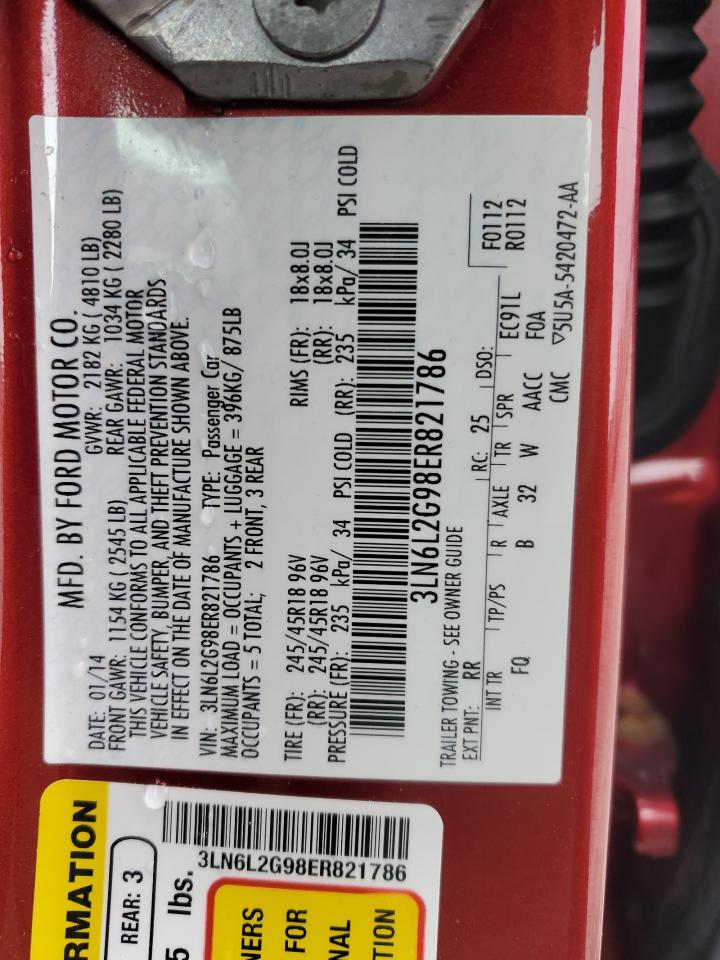 MFD. BY FORD MOTOR CO.
DATE: 01/14 GVWR: 2182 KG ( 4810 LB)
FRONT GAWR: 1154 KG ( 2545 LB) REAR GAWR: 1034 KG ( 2280 LB)
THIS VEHICLE CONFORMS TO ALL APPLICABLE FEDERAL MOTOR
VEHICLE SAFETY, BUMPER, AND THEFT PREVENTION STANDARDS
IN EFFECT ON THE DATE OF MANUFACTURE SHOWN ABOVE.
VIN: 3LN6L2G98ER821786 TYPE: Passenger Car
MAXIMUM LOAD = OCCUPANTS + LUGGAGE = 396KG/ 875LB
OCCUPANTS = 5 TOTAL; 2 FRONT, 3 REAR
TIRE (FR): 245/45R18 96V RIMS (FR): 18x8.0J
(RR): 245/45R18 96V (RR): 18x8.0J
PRESSURE (FR): 235 kPa/ 34 PSI COLD (RR): 235 kPa/ 34 PSI COLD
3LN6L2G98ER821786
TRAILER TOWING - SEE OWNER GUIDE
EXT PNT: RR RC: 25 DSO: F0112
R0112
INT TR TP/PS R AXLE TR SPR EC91L
FQ B 32 W AACC F0A
CMC ▽5U5A-5420472-AA
RMATION
REAR: 3
5 lbs.
3LN6L2G98ER821786
NERS
FOR
NAL
TION